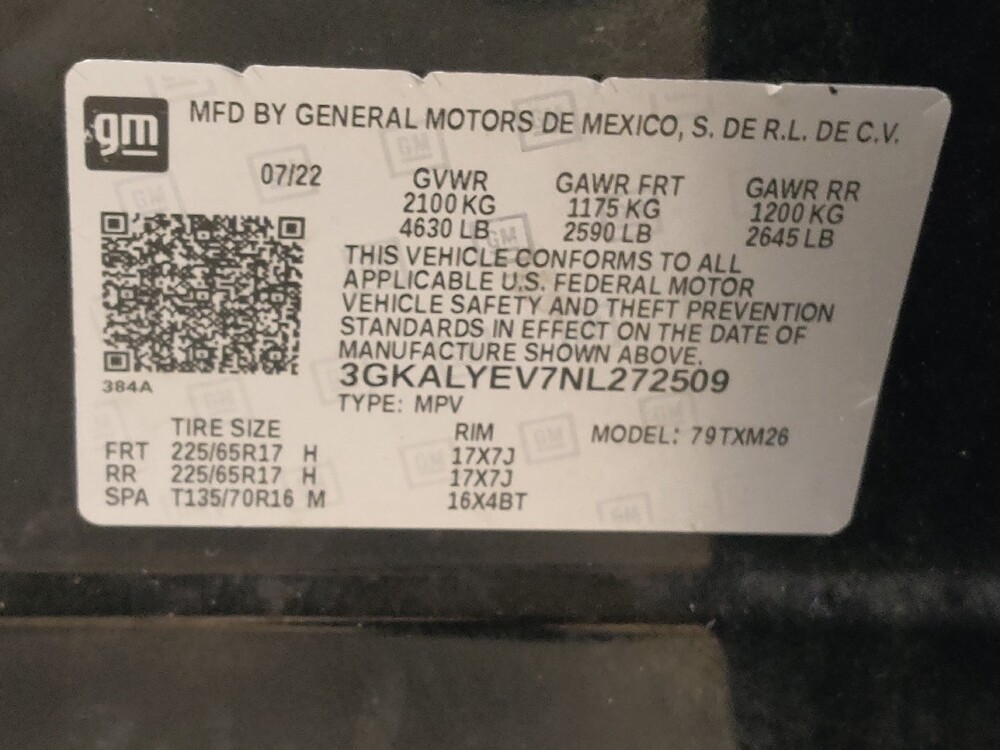 gm
MFD BY GENERAL MOTORS DE MEXICO, S. DE R.L. DE C.V.
07/22 GVWR GAWR FRT GAWR RR
2100 KG 1175 KG 1200 KG
4630 LB 2590 LB 2645 LB
THIS VEHICLE CONFORMS TO ALL
APPLICABLE U.S. FEDERAL MOTOR
VEHICLE SAFETY AND THEFT PREVENTION
STANDARDS IN EFFECT ON THE DATE OF
MANUFACTURE SHOWN ABOVE.
3GKALYEV7NL272509
384A
TYPE: MPV
TIRE SIZE RIM MODEL: 79TXM26
FRT 225/65R17 H 17X7J
RR 225/65R17 H 17X7J
SPA T135/70R16 M 16X4BT